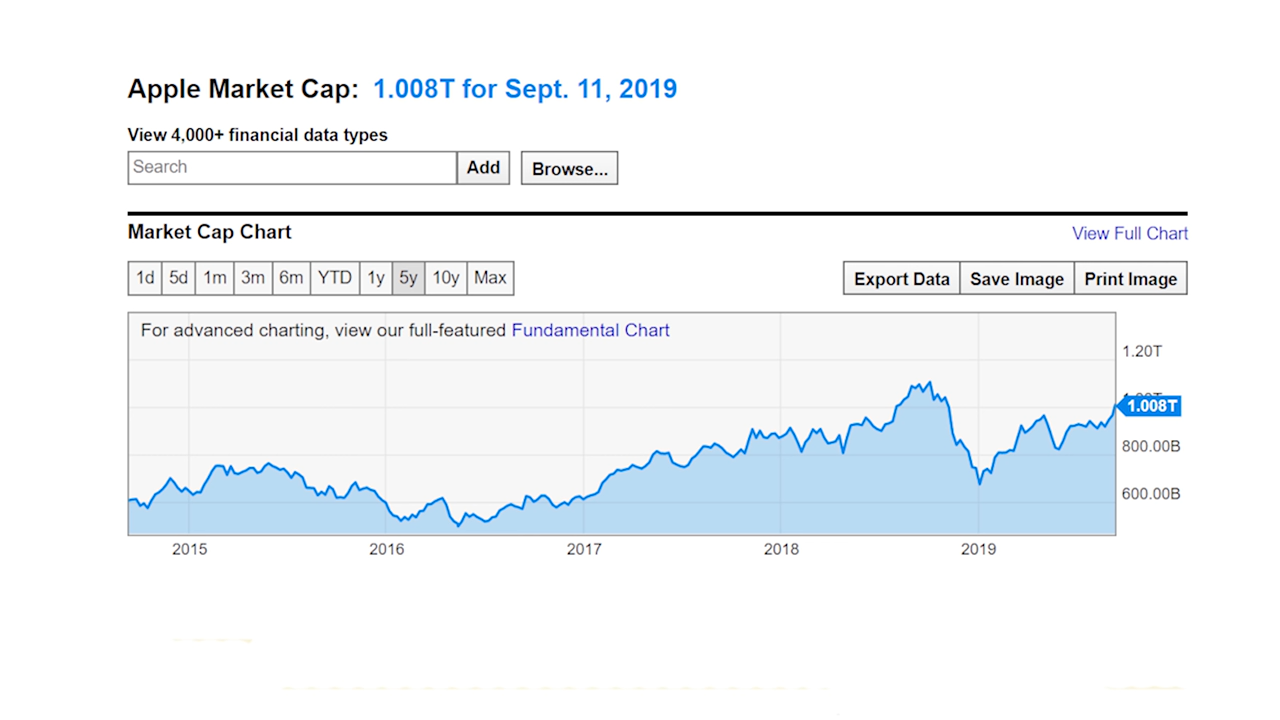 Apple Market Cap: 1.008T for Sept. 11, 2019
View 4,000+ financial data types
Search Add Browse...
Market Cap Chart View Full Chart
1d 5d 1m 3m 6m YTD 1y 5y 10y Max Export Data Save Image Print Image
For advanced charting, view our full-featured Fundamental Chart
1.20T
1.008T
800.00B
600.00B
2015 2016 2017 2018 2019